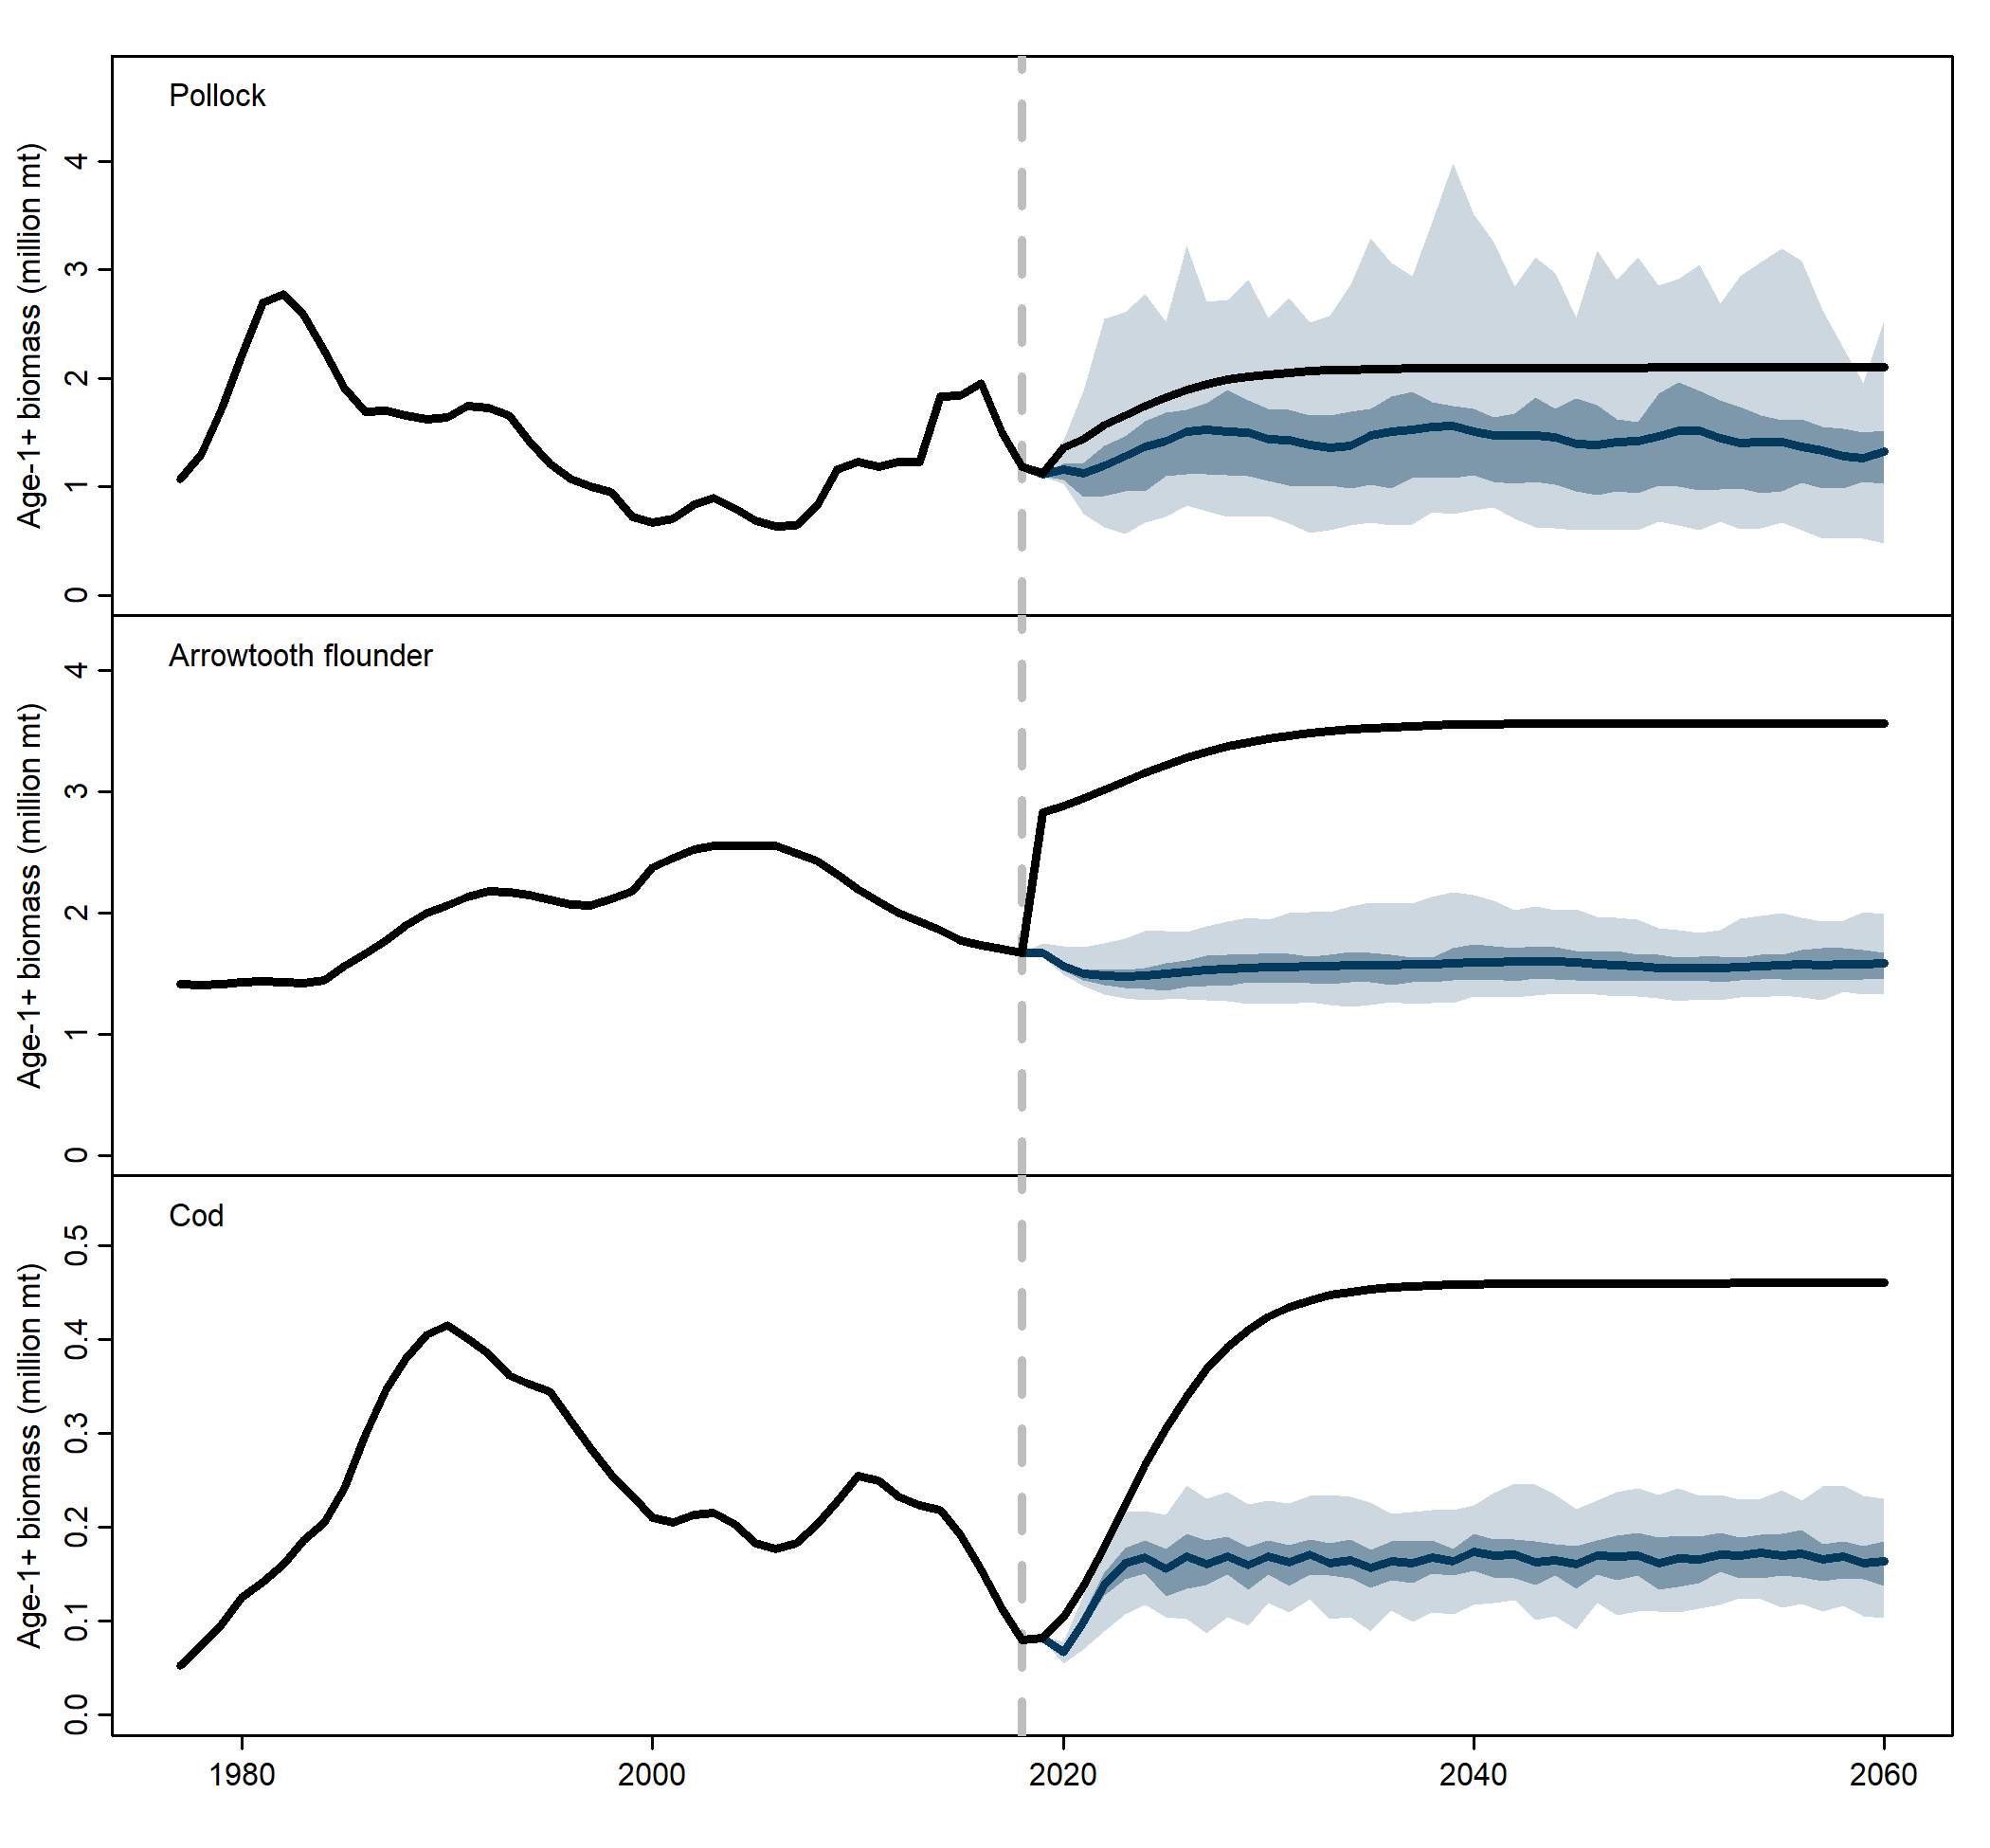 Pollock
Age-1+ biomass (million mt)
4
3
2
1
0
Arrowtooth flounder
Age-1+ biomass (million mt)
4
3
2
1
0
Cod
Age-1+ biomass (million mt)
0.5
0.4
0.3
0.2
0.1
0.0
1980 2000 2020 2040 2060